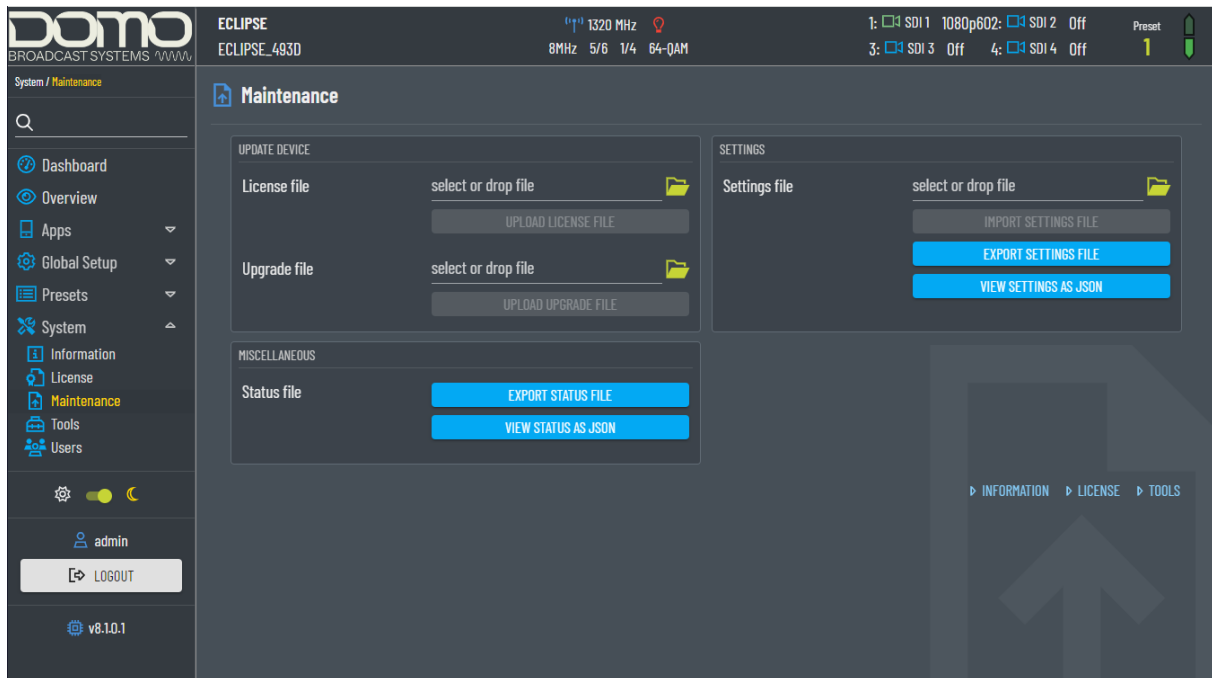 DOMO
BROADCAST SYSTEMS
ECLIPSE
ECLIPSE_493D
1320 MHz
8MHz 5/6 1/4 64-QAM
1: SDI 1 1080p60 2: SDI 2 Off
3: SDI 3 Off 4: SDI 4 Off
Preset
1
System / Maintenance
Dashboard
Overview
Apps
Global Setup
Presets
System
Information
License
Maintenance
Tools
Users
admin
LOGOUT
v8.1.0.1
Maintenance
UPDATE DEVICE
License file select or drop file
UPLOAD LICENSE FILE
Upgrade file select or drop file
UPLOAD UPGRADE FILE
SETTINGS
Settings file select or drop file
IMPORT SETTINGS FILE
EXPORT SETTINGS FILE
VIEW SETTINGS AS JSON
MISCELLANEOUS
Status file EXPORT STATUS FILE
VIEW STATUS AS JSON
INFORMATION LICENSE TOOLS